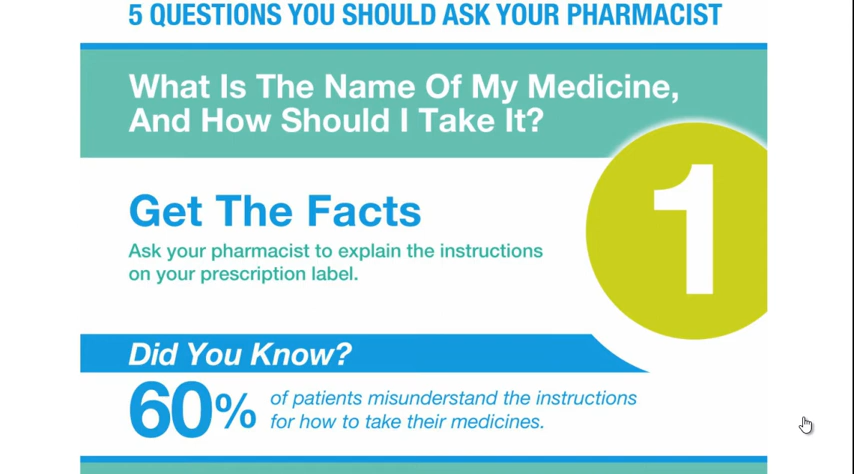 5 QUESTIONS YOU SHOULD ASK YOUR PHARMACIST
What Is The Name Of My Medicine,
And How Should I Take It?
1
Get The Facts
Ask your pharmacist to explain the instructions
on your prescription label.
Did You Know?
60% of patients misunderstand the instructions
for how to take their medicines.